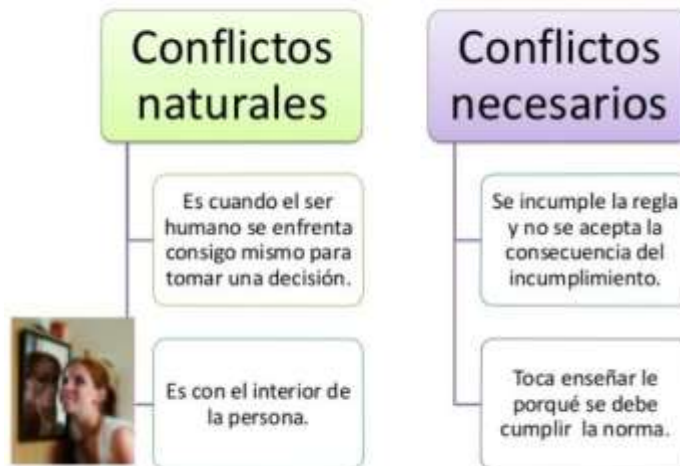 Conflictos
naturales
Es cuando el ser
humano se enfrenta
consigo mismo para
tomar una decisión.
Es con el interior de
la persona.
Conflictos
necesarios
Se incumple la regla
y no se acepta la
consecuencia del
incumplimiento.
Toca enseñar le
porqué se debe
cumplir la norma.